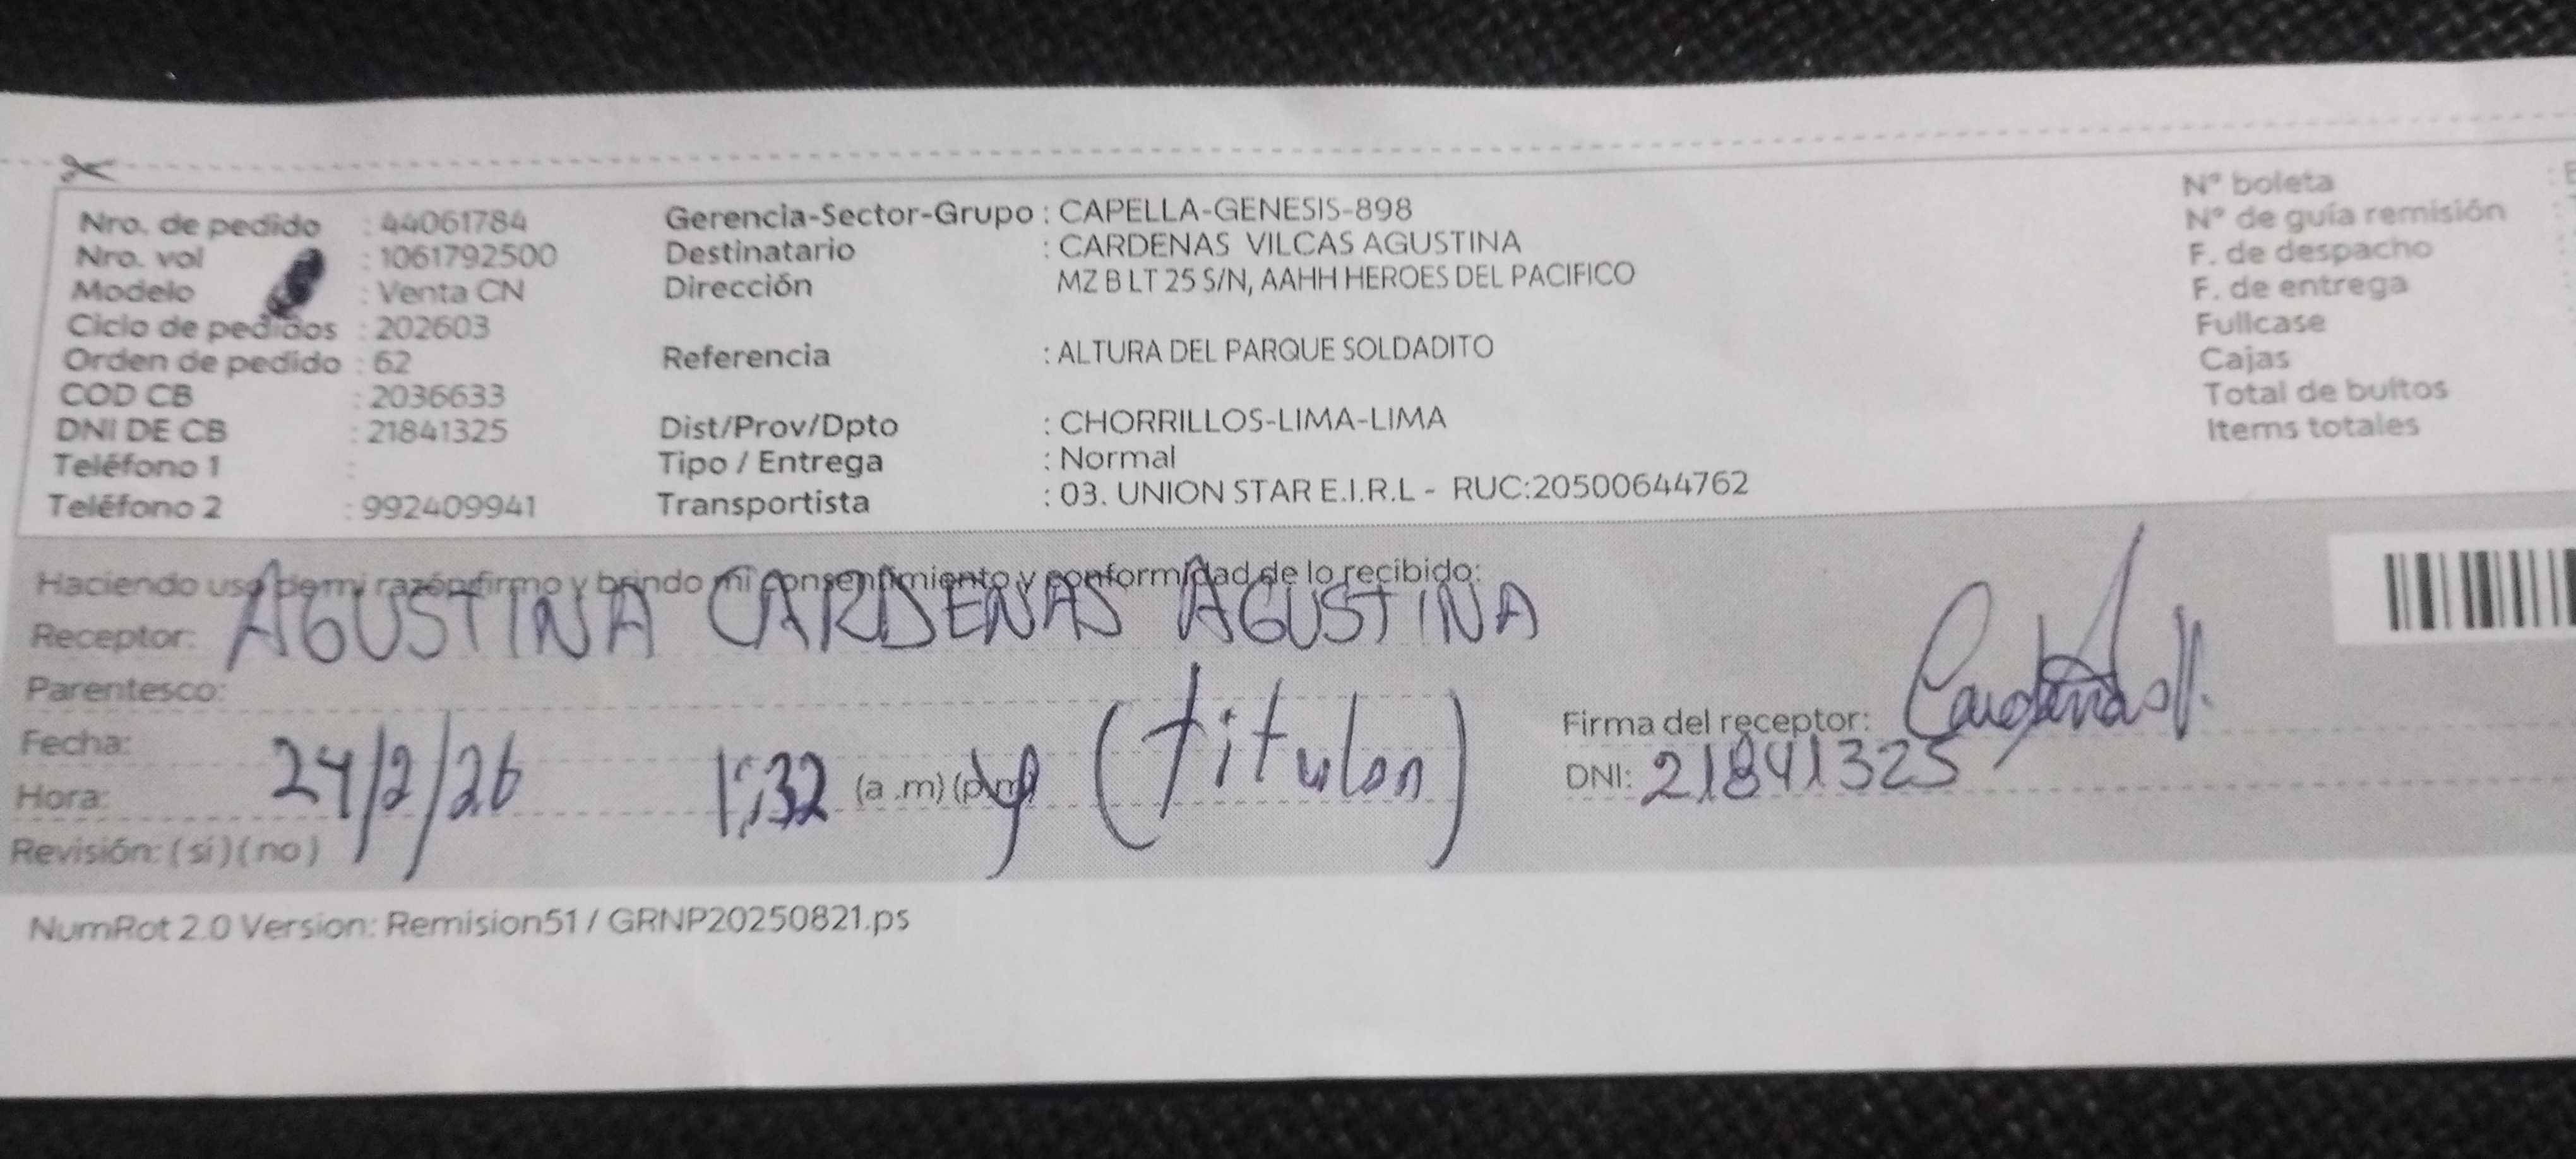 Nro. de pedido : 44061784
Nro. vol : 1061792500
Modelo : Venta CN
Ciclo de pedidos : 202603
Orden de pedido : 62
COD CB : 2036633
DNI DE CB : 21841325
Teléfono 1 :
Teléfono 2 : 992409941
Gerencia-Sector-Grupo : CAPELLA-GENESIS-898
Destinatario : CARDENAS VILCAS AGUSTINA
Dirección MZ B LT 25 S/N, AAHH HEROES DEL PACIFICO
Referencia : ALTURA DEL PARQUE SOLDADITO
Dist/Prov/Dpto : CHORRILLOS-LIMA-LIMA
Tipo / Entrega : Normal
Transportista : 03. UNION STAR E.I.R.L - RUC:20500644762
N° boleta
N° de guía remisión
F. de despacho
F. de entrega
Fullcase
Cajas
Total de bultos
Items totales
Haciendo uso de mi razón firmo y brindo mi consentimiento y conformidad de lo recibido:
Receptor: AGUSTINA CARDENAS AGUSTINA
Parentesco:
Fecha: 24/2/26
Hora: 1:32 (a .m) (p.m) (titular)
Revisión: (si) (no)
Firma del receptor: Cardenas V.
DNI: 21841325
NumRot 2.0 Version: Remision51 / GRNP20250821.ps